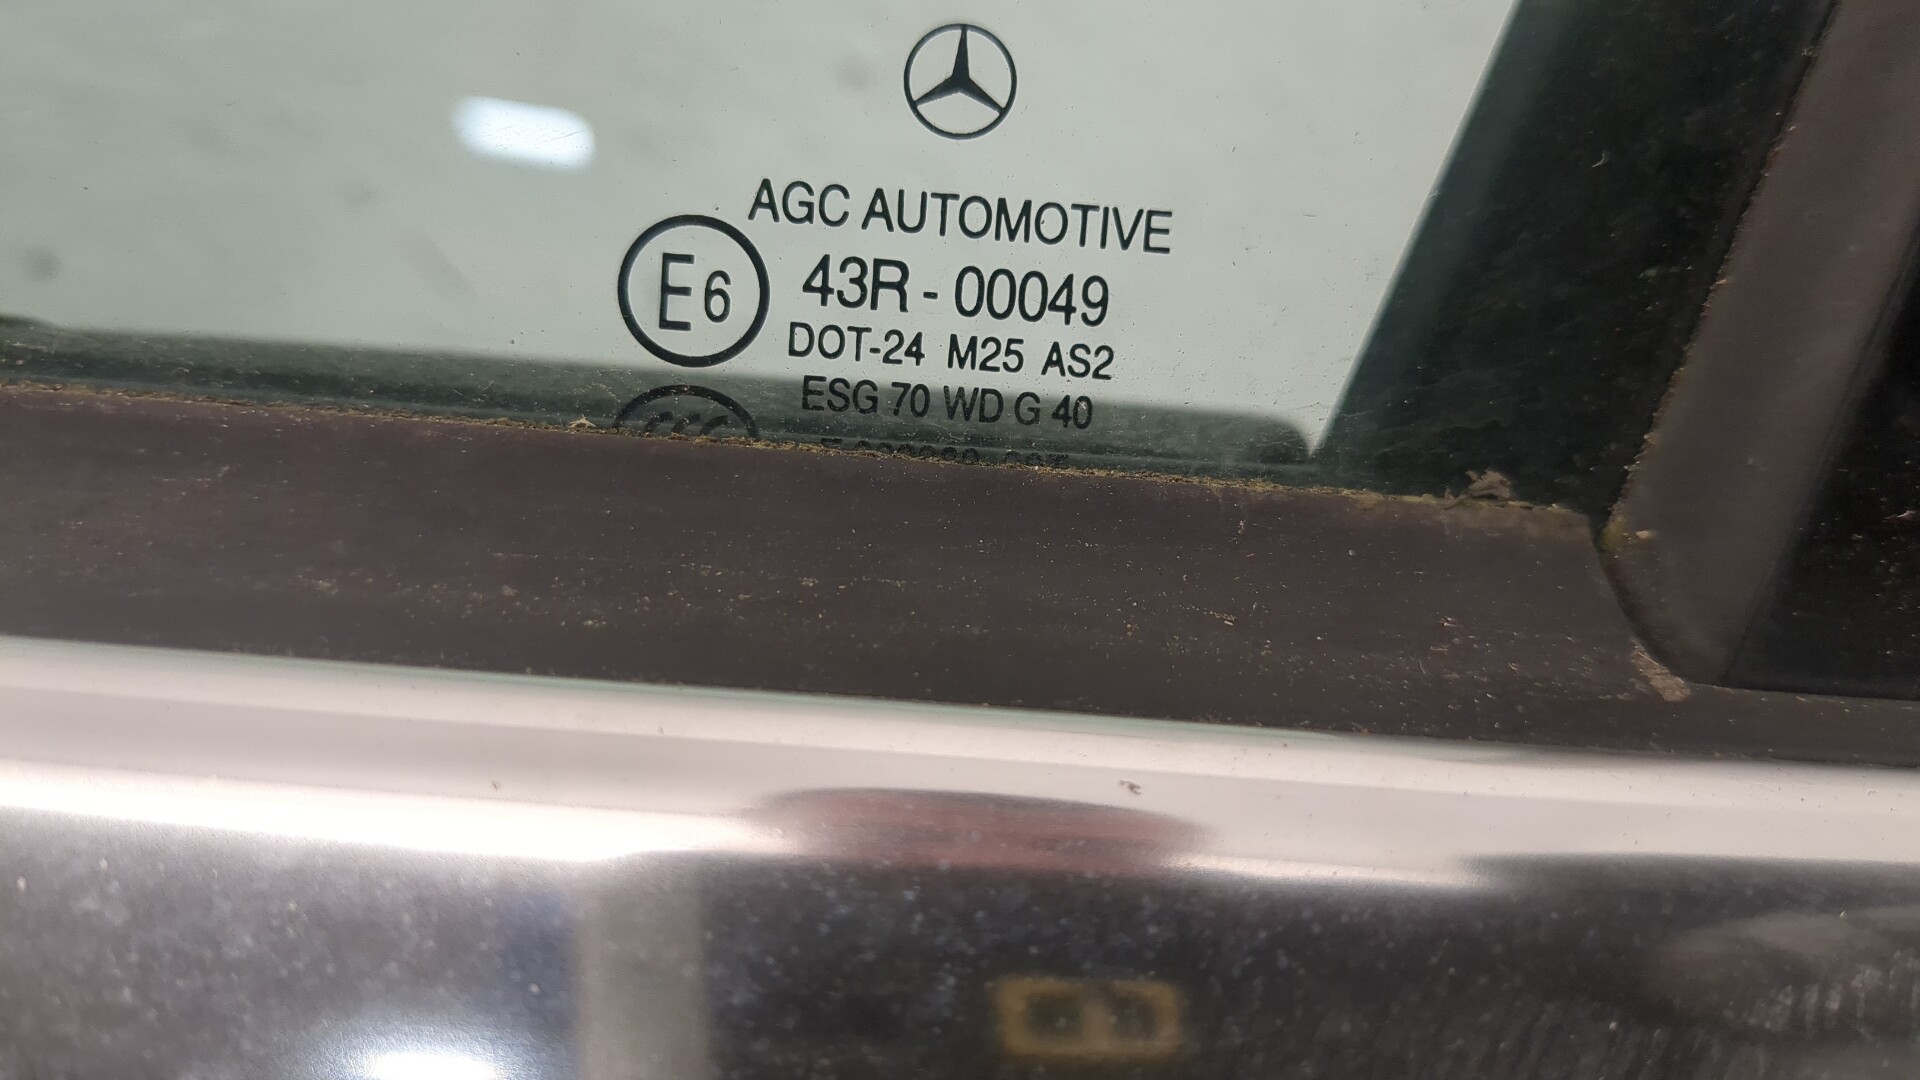 AGC AUTOMOTIVE
E6 43R - 00049
DOT-24 M25 AS2
ESG 70 WD G 40